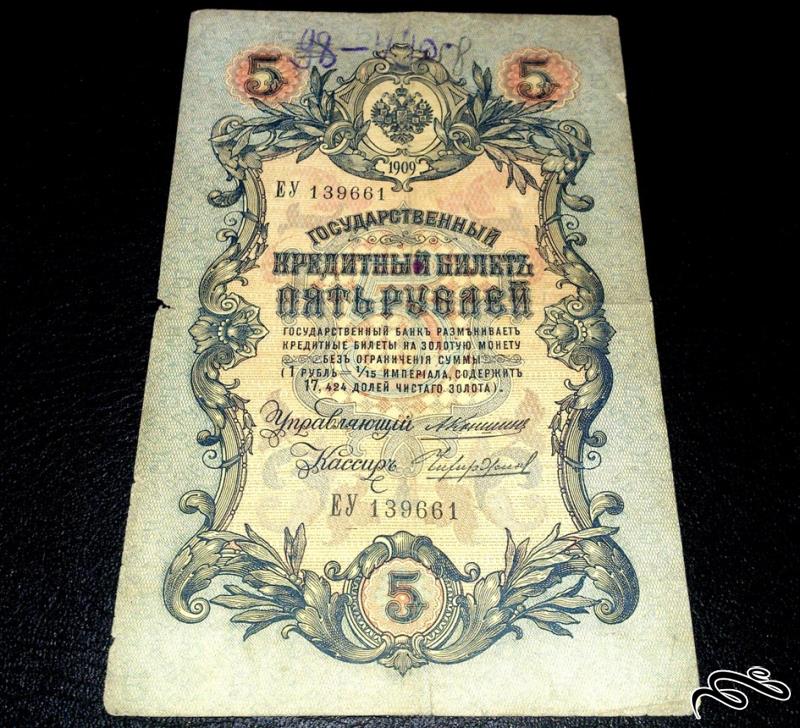 5 5
1909
ЕУ 139661
ГОСУДАРСТВЕННЫЙ
КРЕДИТНЫЙ БИЛЕТЪ
ПЯТЬ РУБЛЕЙ
ГОСУДАРСТВЕННЫЙ БАНКЪ РАЗМѢНИВАЕТЪ
КРЕДИТНЫЕ БИЛЕТЫ НА ЗОЛОТУЮ МОНЕТУ
БЕЗЪ ОГРАНИЧЕНІЯ СУММЫ
(1 РУБЛЬ = 1/15 ИМПЕРІАЛА, СОДЕРЖИТЪ
17,424 ДОЛЕЙ ЧИСТАГО ЗОЛОТА).
Управляющій
Кассиръ
ЕУ 139661
5